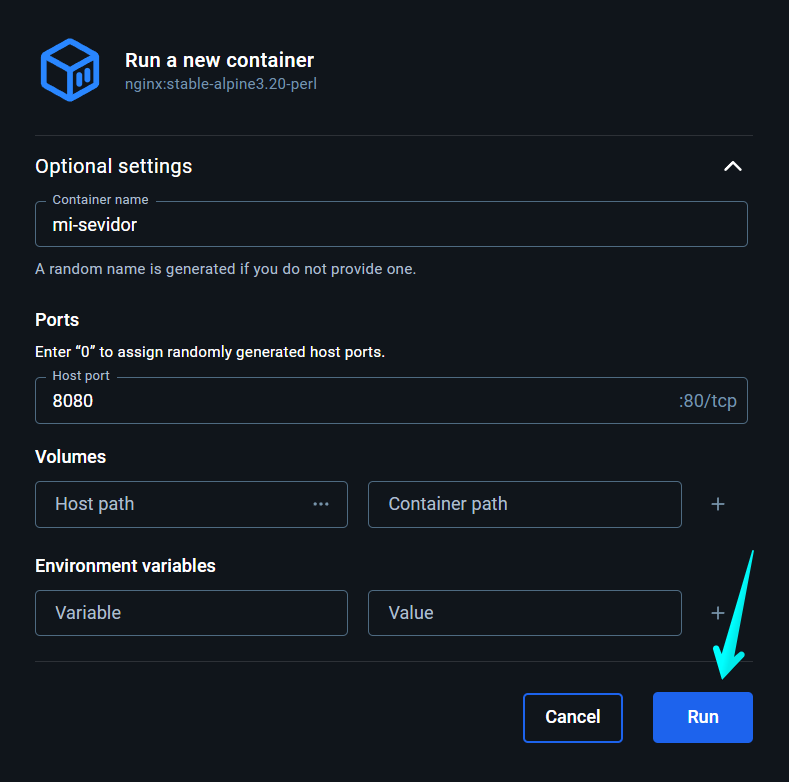 Run a new container
nginx:stable-alpine3.20-perl
Optional settings
Container name
mi-sevidor
A random name is generated if you do not provide one.
Ports
Enter “0” to assign randomly generated host ports.
Host port
8080 :80/tcp
Volumes
Host path ··· Container path +
Environment variables
Variable Value +
Cancel Run